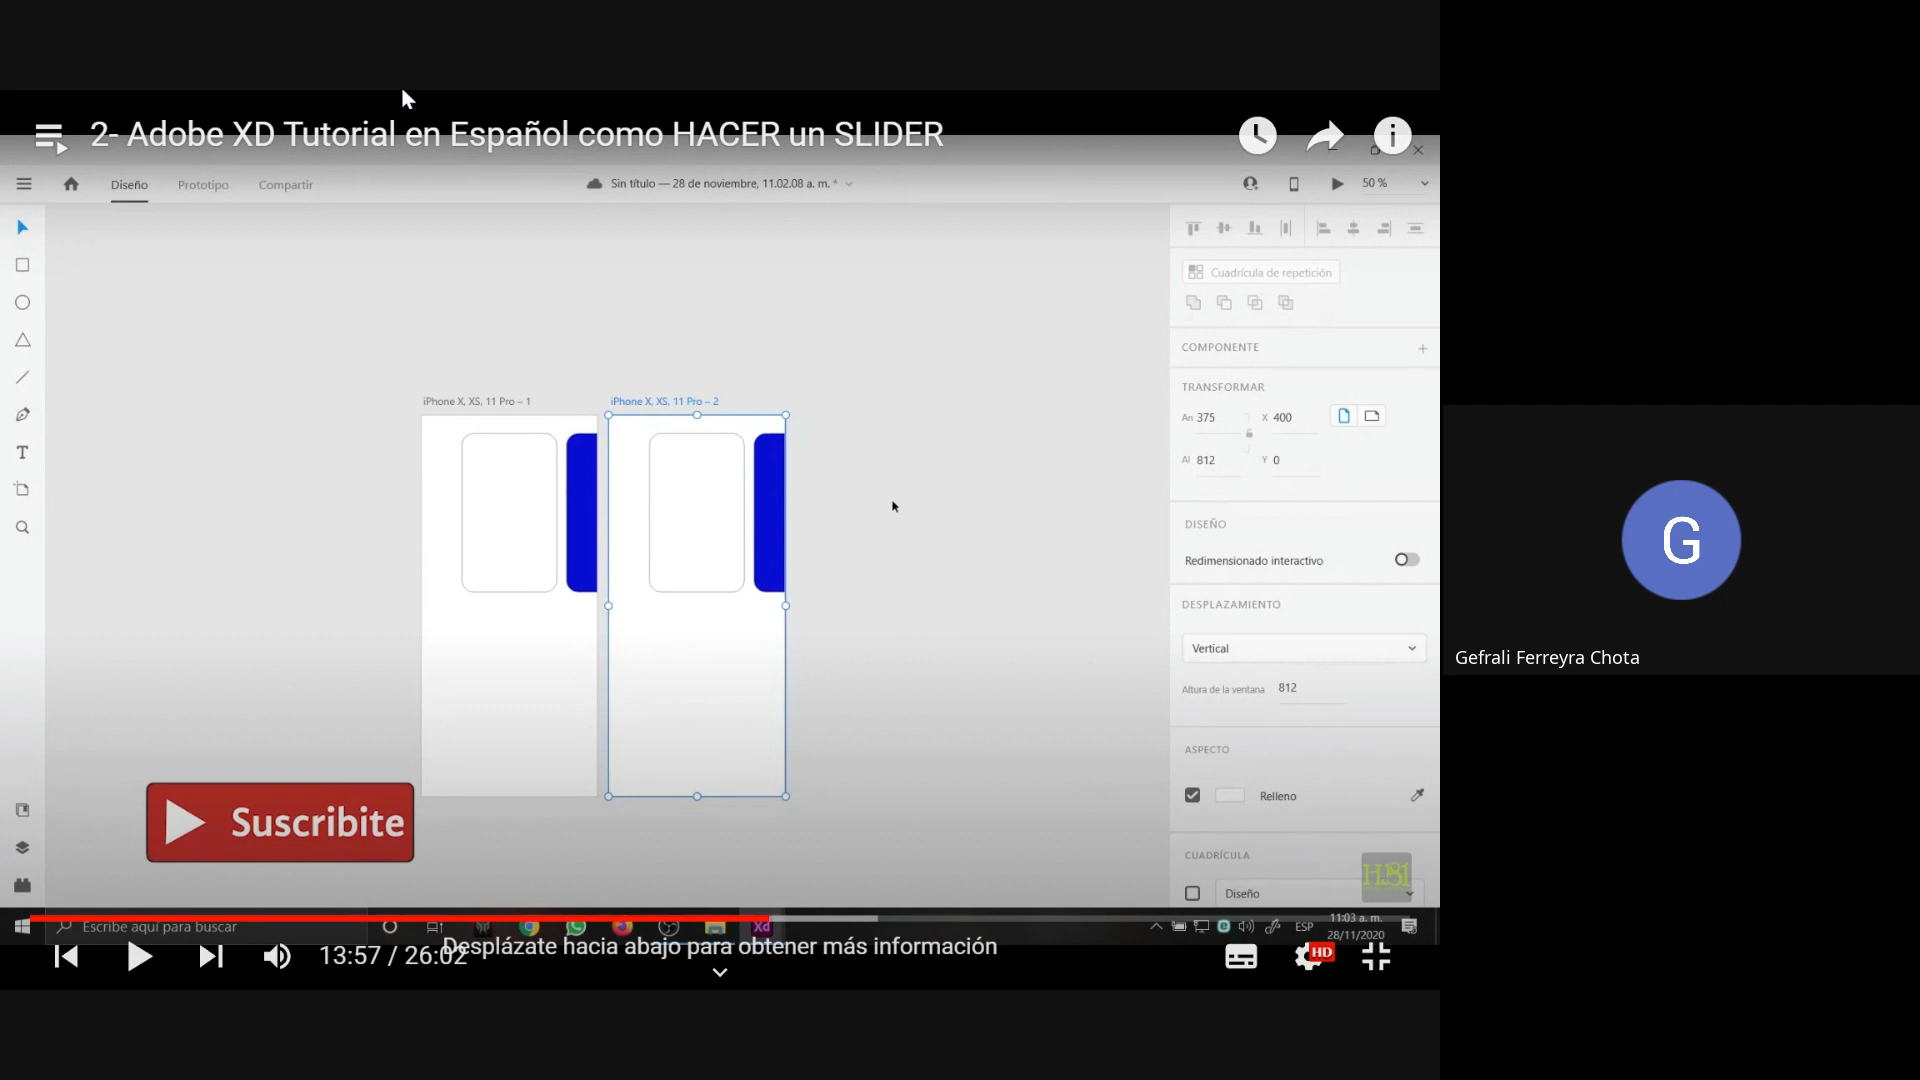 2- Adobe XD Tutorial en Español como HACER un SLIDER
Diseño Prototipo Compartir
Sin título — 28 de noviembre, 11.02.08 a. m. *
50 %
Cuadrícula de repetición
COMPONENTE
TRANSFORMAR
An 375 X 400
Al 812 Y 0
DISEÑO
Redimensionado interactivo
DESPLAZAMIENTO
Vertical
Altura de la ventana 812
ASPECTO
Relleno
CUADRÍCULA
Diseño
iPhone X, XS, 11 Pro – 1
iPhone X, XS, 11 Pro – 2
Suscribite
Escribe aquí para buscar
Xd
ESP
11:03 a. m.
28/11/2020
13:57 / 26:02
Desplázate hacia abajo para obtener más información
HD
G
Gefrali Ferreyra Chota